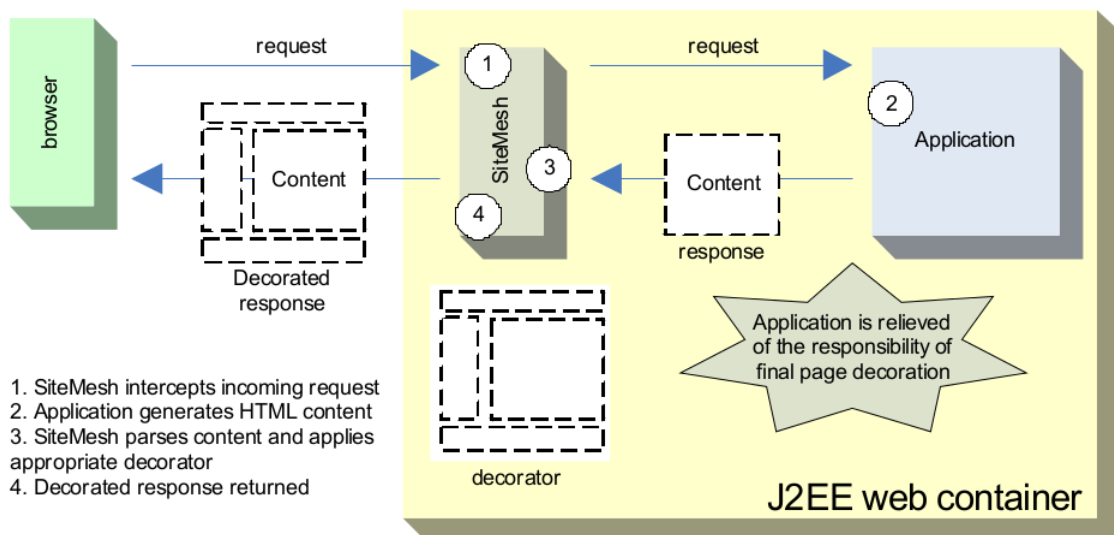 request
request
browser
1
SiteMesh
2
Application
Content
3
Content
4
response
Decorated
response
Application is relieved
of the responsibility of
final page decoration
1. SiteMesh intercepts incoming request
2. Application generates HTML content
3. SiteMesh parses content and applies
appropriate decorator
4. Decorated response returned
decorator
J2EE web container